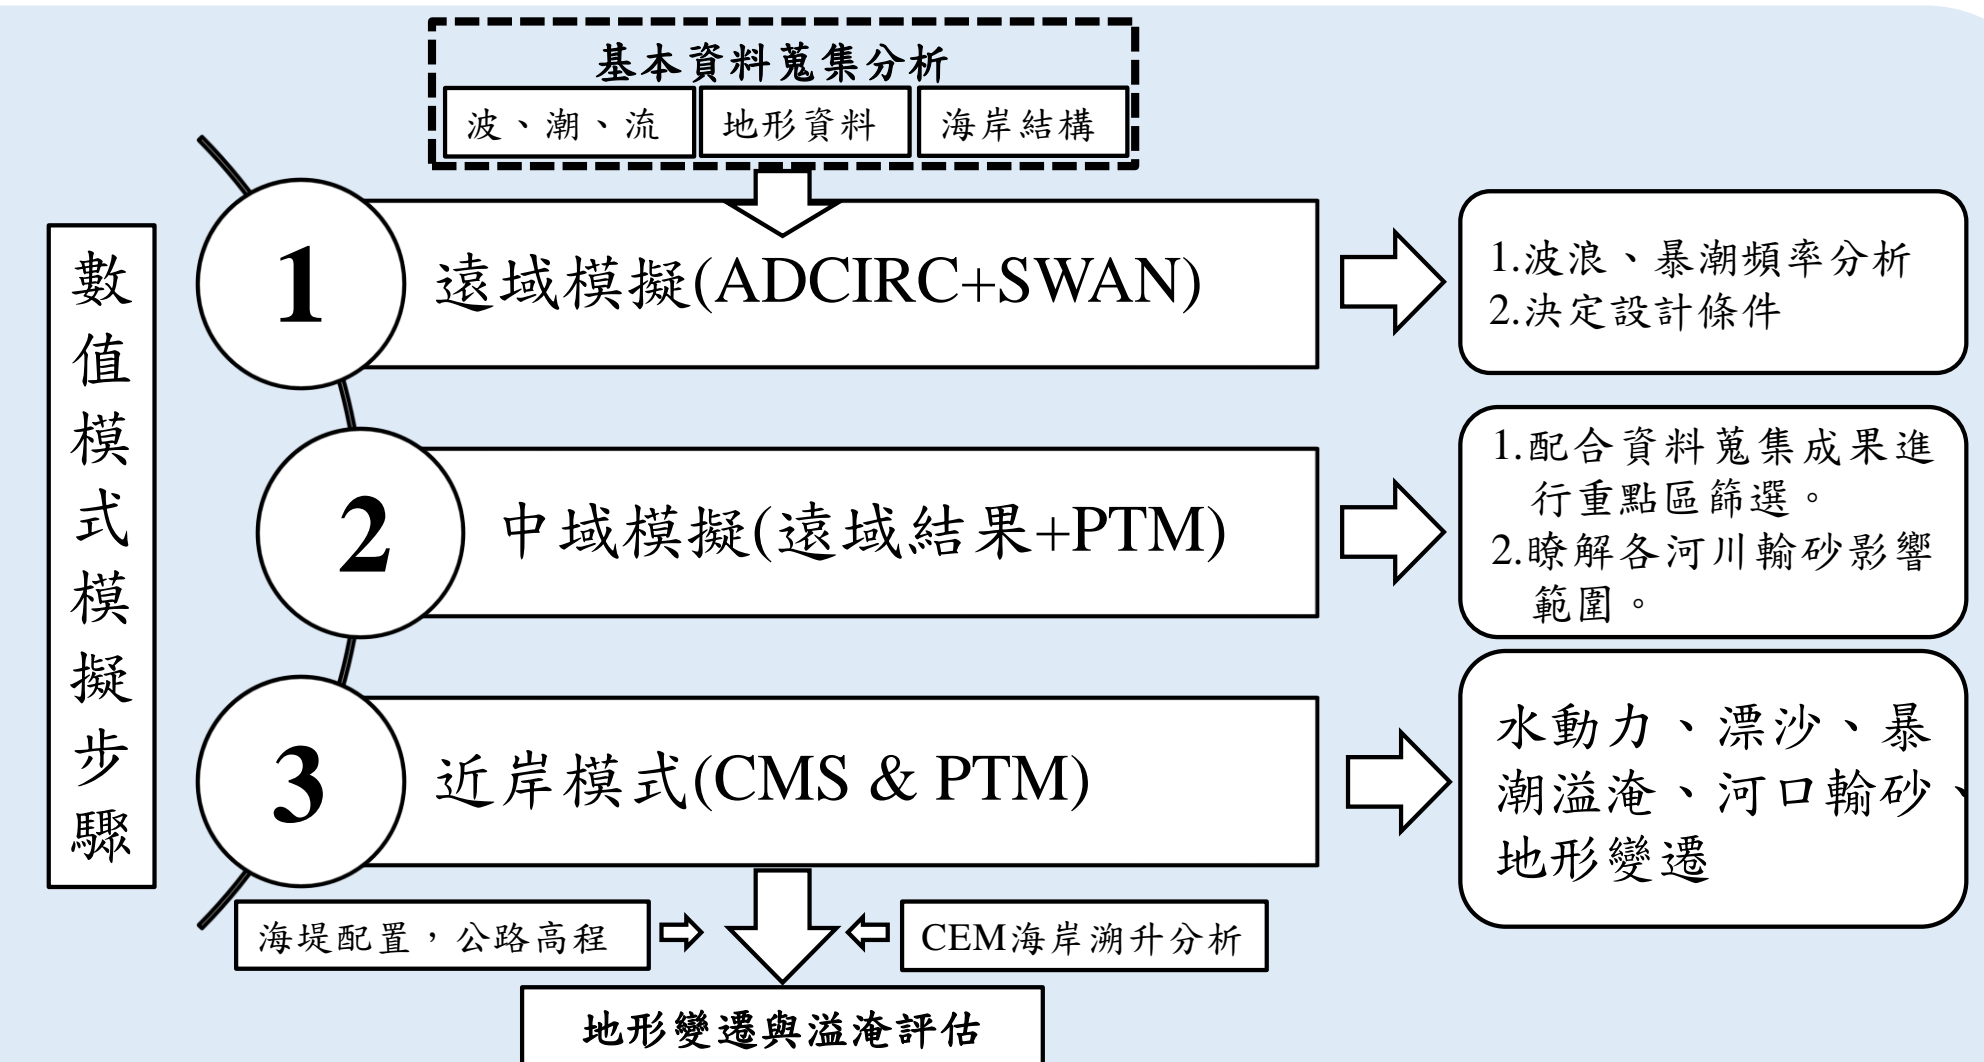 基本資料蒐集分析
波、潮、流
地形資料
海岸結構
數值模式模擬步驟
1
遠域模擬(ADCIRC+SWAN)
1.波浪、暴潮頻率分析
2.決定設計條件
2
中域模擬(遠域結果+PTM)
1.配合資料蒐集成果進
行重點區篩選。
2.瞭解各河川輸砂影響
範圍。
3
近岸模式(CMS & PTM)
水動力、漂沙、暴
潮溢淹、河口輸砂、
地形變遷
海堤配置，公路高程
CEM海岸溯升分析
地形變遷與溢淹評估